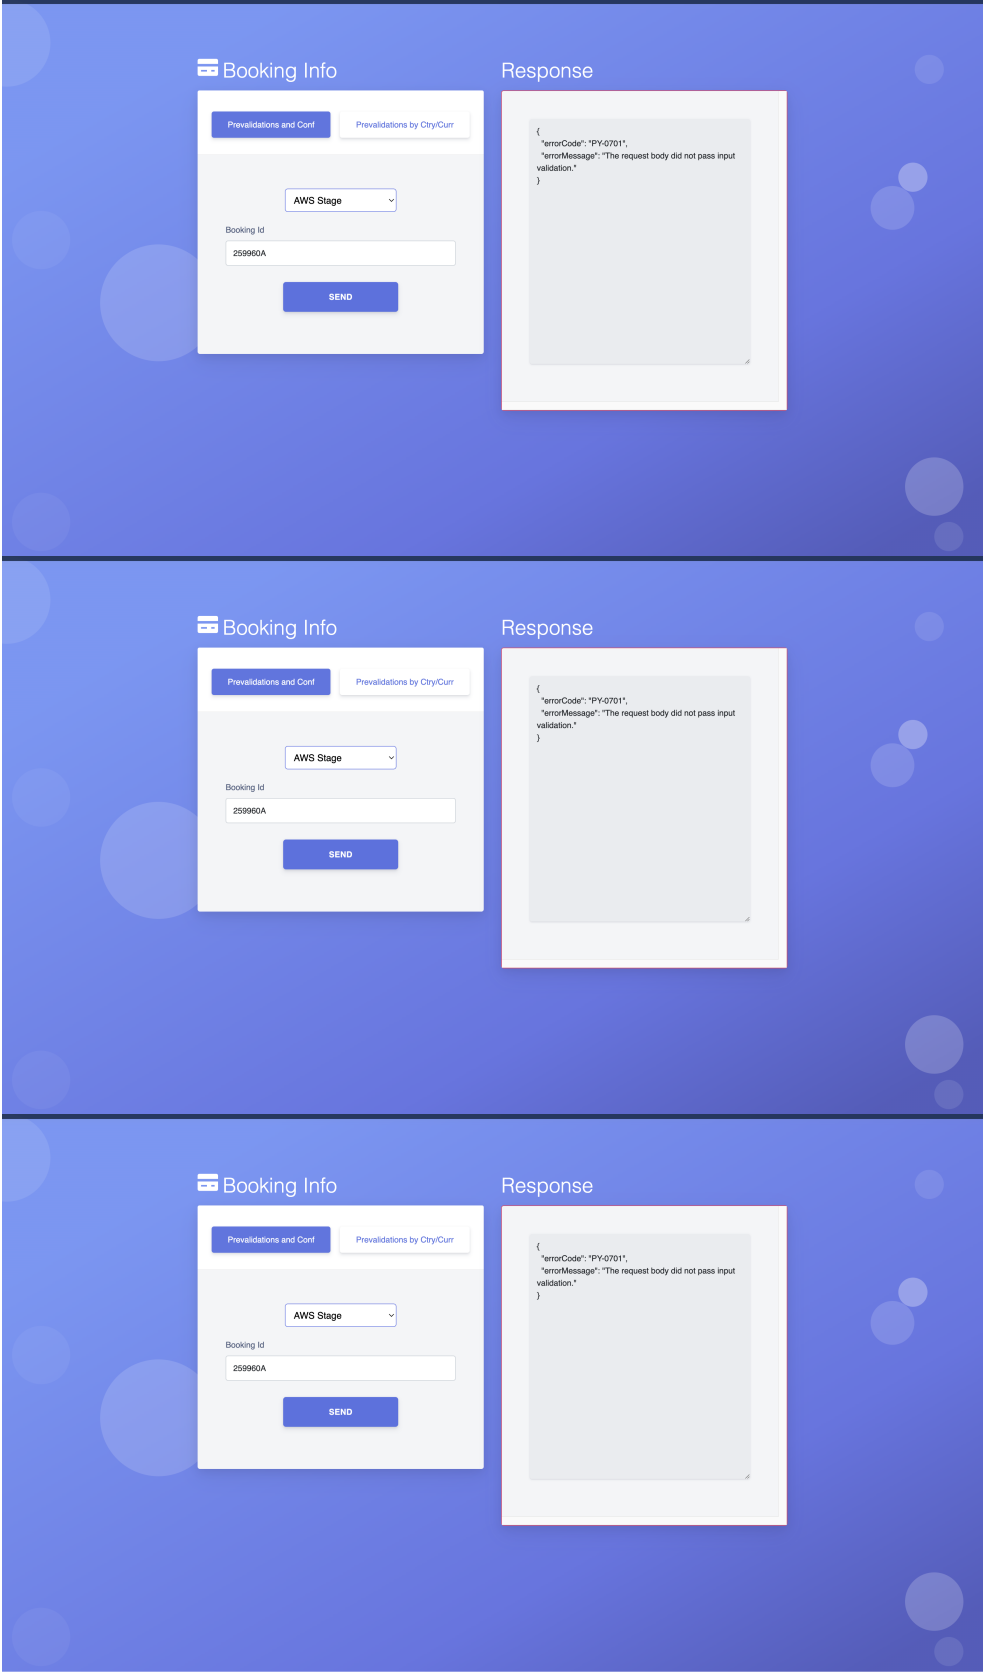 Booking Info
Prevalidations and Conf
Prevalidations by Ctry/Curr
AWS Stage
Booking Id
259960A
SEND
Response
{
"errorCode": "PY-0701",
"errorMessage": "The request body did not pass input
validation."
}
Booking Info
Prevalidations and Conf
Prevalidations by Ctry/Curr
AWS Stage
Booking Id
259960A
SEND
Response
{
"errorCode": "PY-0701",
"errorMessage": "The request body did not pass input
validation."
}
Booking Info
Prevalidations and Conf
Prevalidations by Ctry/Curr
AWS Stage
Booking Id
259960A
SEND
Response
{
"errorCode": "PY-0701",
"errorMessage": "The request body did not pass input
validation."
}